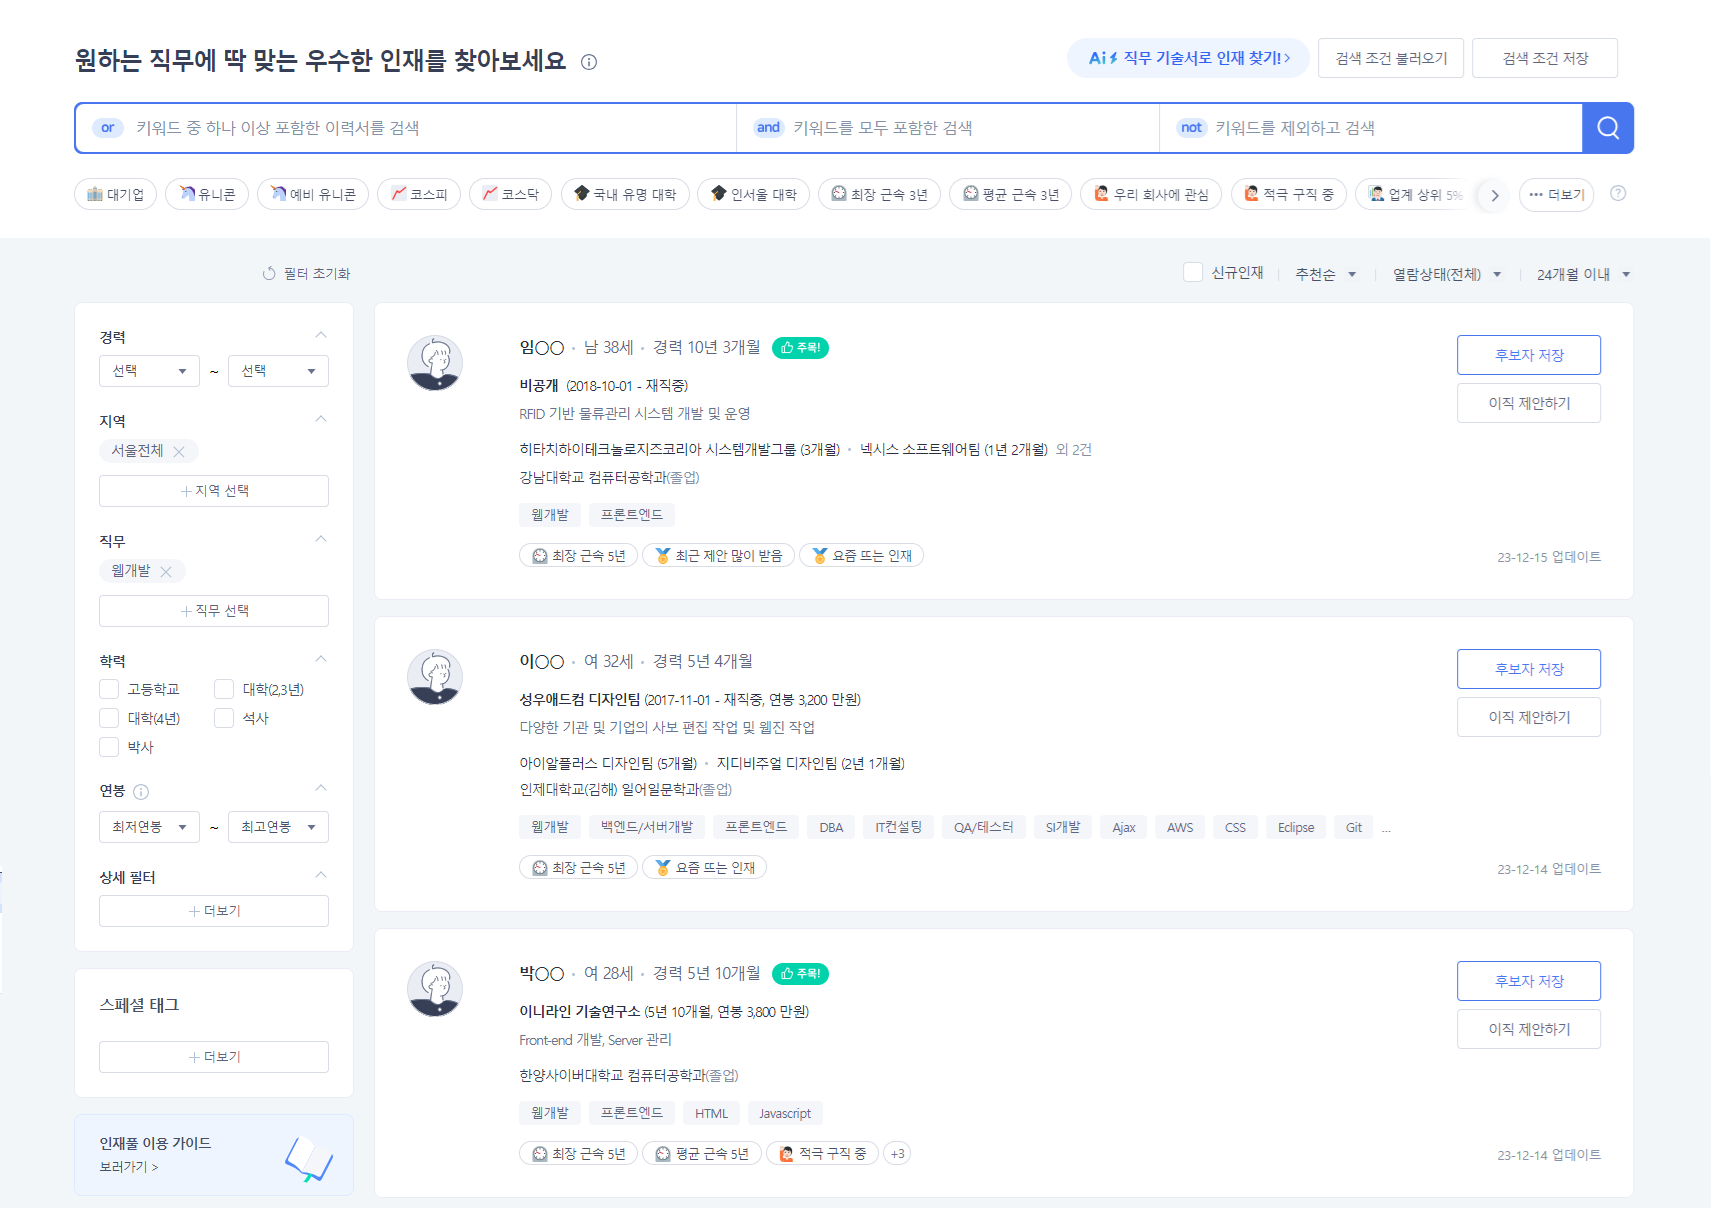 원하는 직무에 딱 맞는 우수한 인재를 찾아보세요
Ai 직무 기술서로 인재 찾기! >
검색 조건 불러오기
검색 조건 저장
or 키워드 중 하나 이상 포함한 이력서를 검색
and 키워드를 모두 포함한 검색
not 키워드를 제외하고 검색
대기업 유니콘 예비 유니콘 코스피 코스닥 국내 유명 대학 인서울 대학 최장 근속 3년 평균 근속 3년 우리 회사에 관심 적극 구직 중 업계 상위 5% > ··· 더보기 ?
필터 초기화
신규인재 추천순 열람상태(전체) 24개월 이내
경력
선택 ~ 선택
지역
서울전체 ×
+ 지역 선택
직무
웹개발 ×
+ 직무 선택
학력
고등학교 대학(2,3년)
대학(4년) 석사
박사
연봉
최저연봉 ~ 최고연봉
상세 필터
+ 더보기
스페셜 태그
+ 더보기
인재풀 이용 가이드
보러가기 >
임○○ · 남 38세 · 경력 10년 3개월 주목!
비공개 (2018-10-01 - 재직중)
RFID 기반 물류관리 시스템 개발 및 운영
히타치하이테크놀로지즈코리아 시스템개발그룹 (3개월) · 넥시스 소프트웨어팀 (1년 2개월) 외 2건
강남대학교 컴퓨터공학과(졸업)
웹개발 프론트엔드
최장 근속 5년 최근 제안 많이 받음 요즘 뜨는 인재
후보자 저장
이직 제안하기
23-12-15 업데이트
이○○ · 여 32세 · 경력 5년 4개월
성우애드컴 디자인팀 (2017-11-01 - 재직중, 연봉 3,200 만원)
다양한 기관 및 기업의 사보 편집 작업 및 웹진 작업
아이알플러스 디자인팀 (5개월) · 지디비주얼 디자인팀 (2년 1개월)
인제대학교(김해) 일어일문학과(졸업)
웹개발 백엔드/서버개발 프론트엔드 DBA IT컨설팅 QA/테스터 SI개발 Ajax AWS CSS Eclipse Git ...
최장 근속 5년 요즘 뜨는 인재
후보자 저장
이직 제안하기
23-12-14 업데이트
박○○ · 여 28세 · 경력 5년 10개월 주목!
이니라인 기술연구소 (5년 10개월, 연봉 3,800 만원)
Front-end 개발, Server 관리
한양사이버대학교 컴퓨터공학과(졸업)
웹개발 프론트엔드 HTML Javascript
최장 근속 5년 평균 근속 5년 적극 구직 중 +3
후보자 저장
이직 제안하기
23-12-14 업데이트